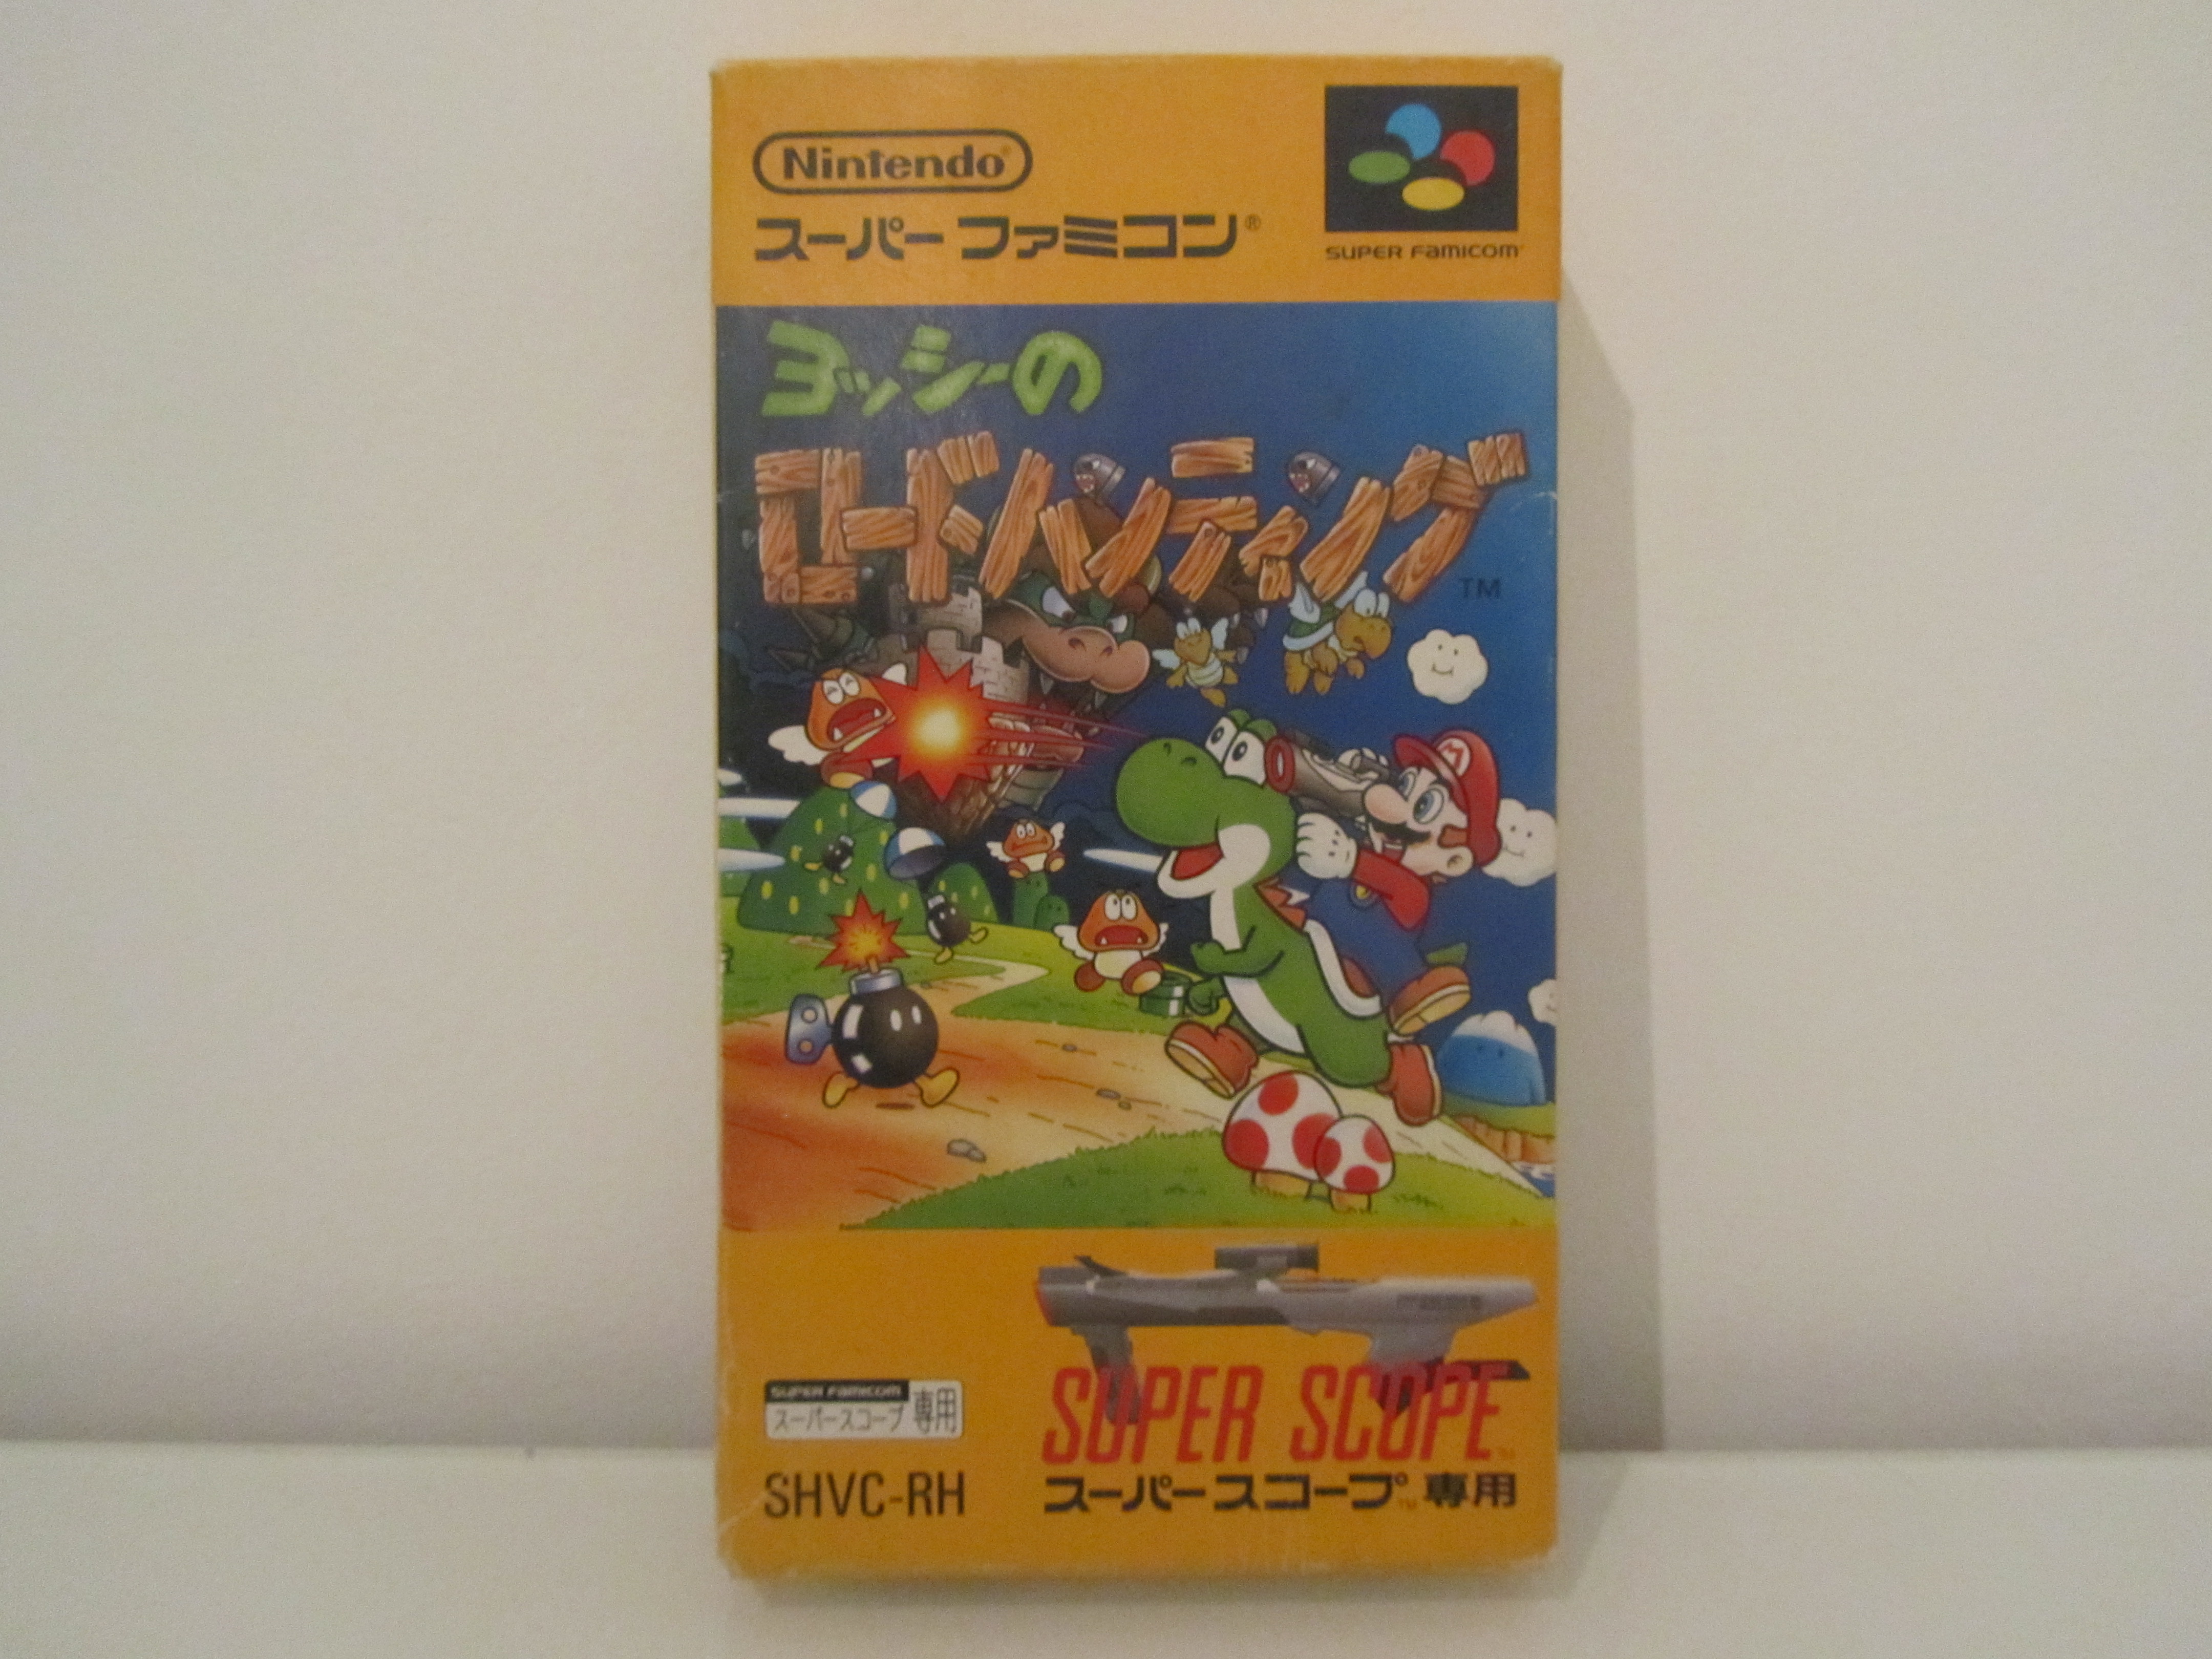 Nintendo®
スーパーファミコン®
SUPER FAMICOM
ヨッシーの
ロードハンティング
TM
SUPER FAMICOM
スーパースコープ専用
SHVC-RH
SUPER SCOPE
スーパースコープ™専用